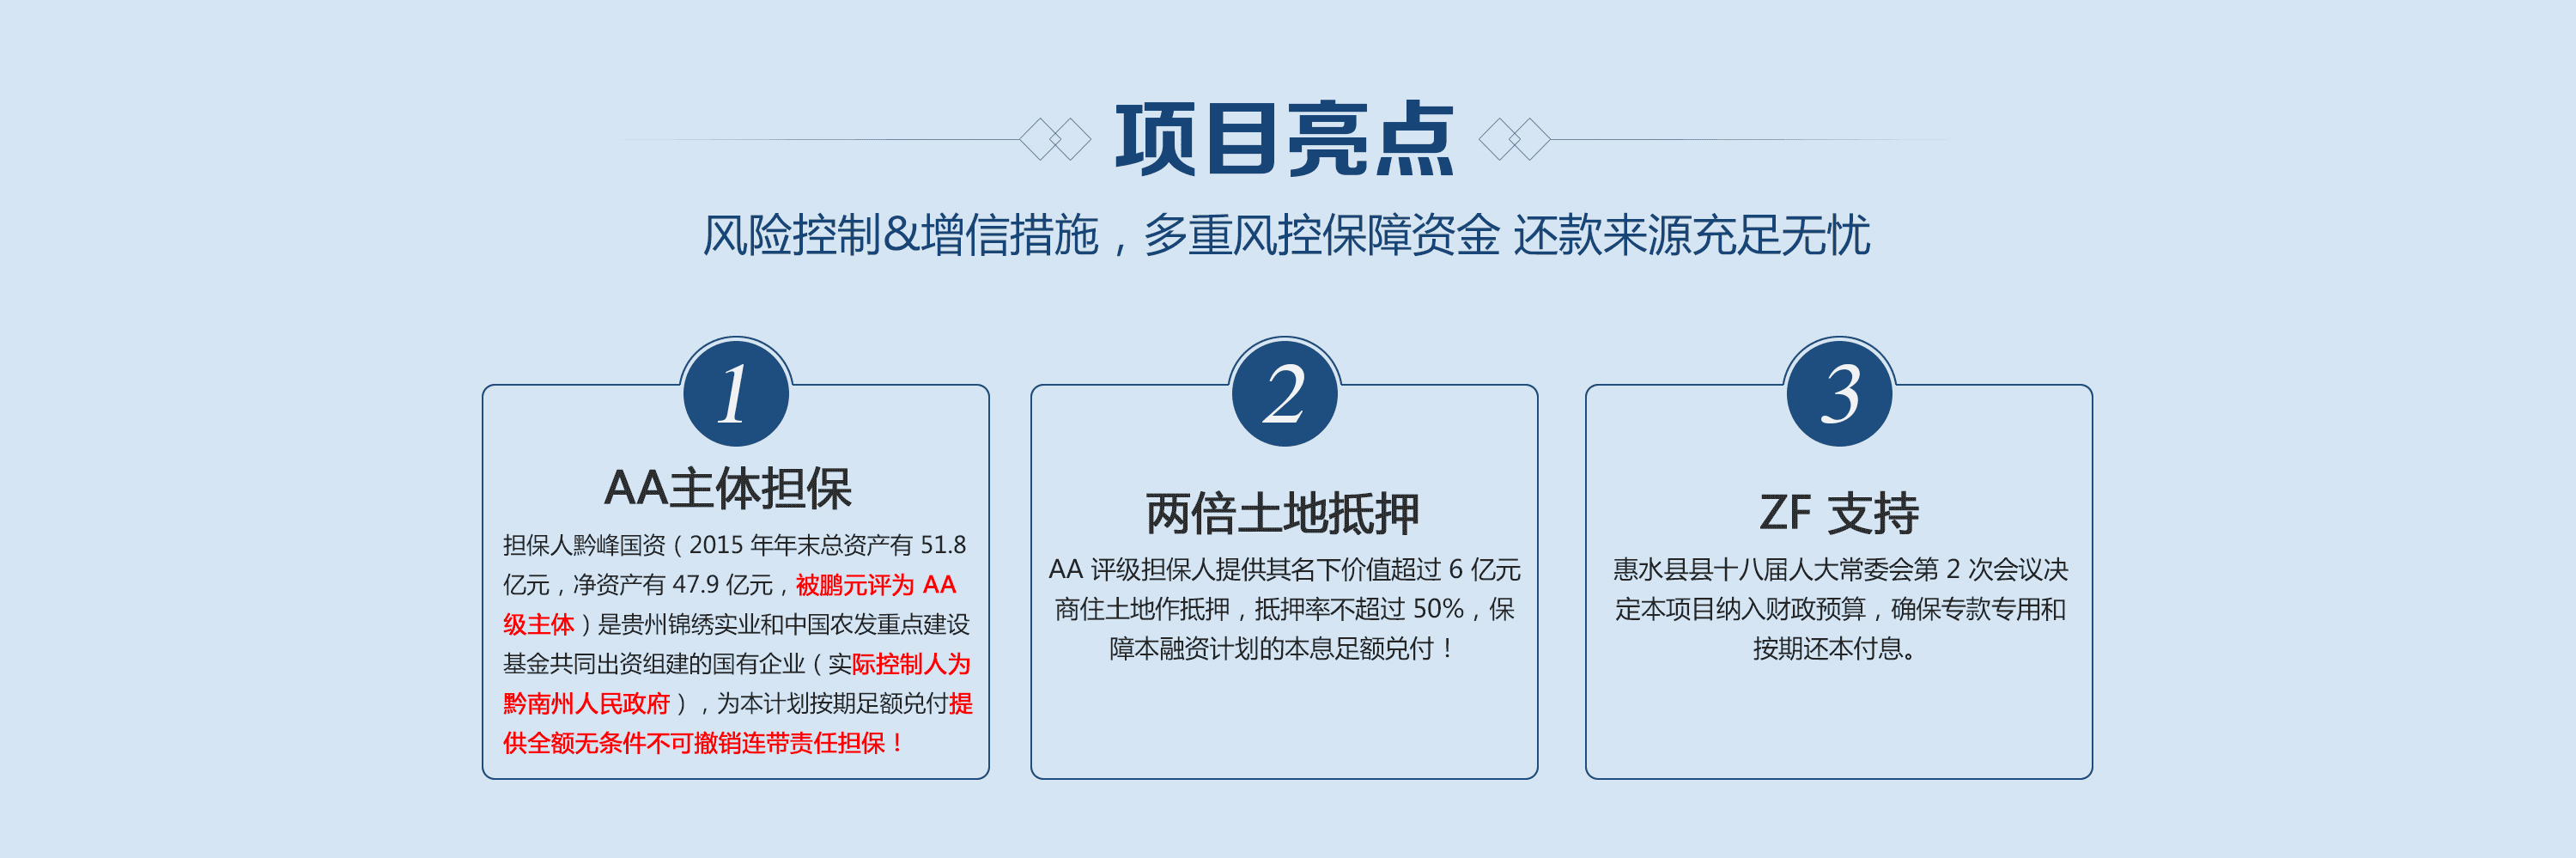 项目亮点
风险控制&增信措施，多重风控保障资金 还款来源充足无忧
1
AA主体担保
担保人黔峰国资（2015 年年末总资产有 51.8
亿元，净资产有 47.9 亿元，被鹏元评为 AA
级主体）是贵州锦绣实业和中国农发重点建设
基金共同出资组建的国有企业（实际控制人为
黔南州人民政府），为本计划按期足额兑付提
供全额无条件不可撤销连带责任担保！
2
两倍土地抵押
AA 评级担保人提供其名下价值超过 6 亿元
商住土地作抵押，抵押率不超过 50%，保
障本融资计划的本息足额兑付！
3
ZF 支持
惠水县县十八届人大常委会第 2 次会议决
定本项目纳入财政预算，确保专款专用和
按期还本付息。